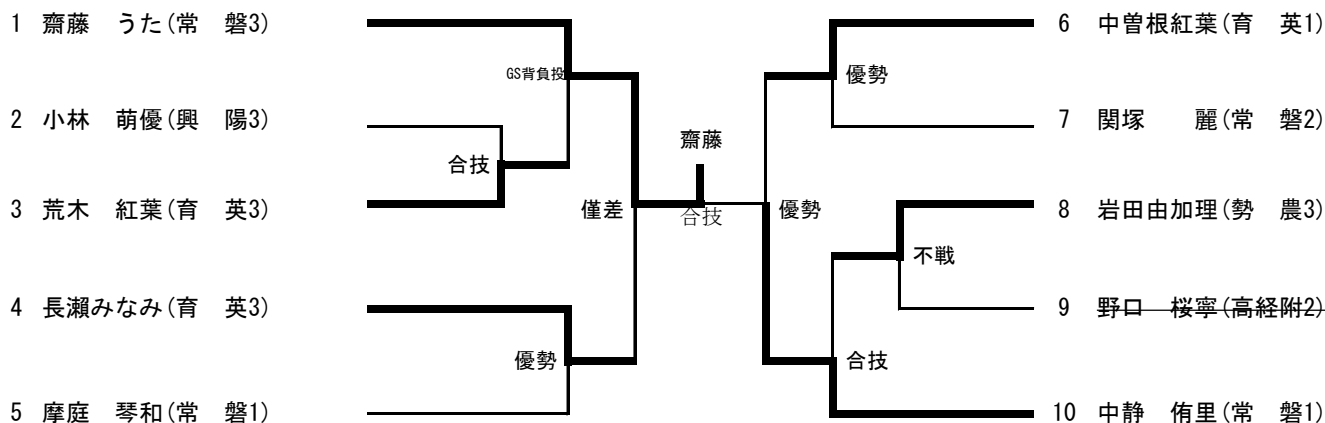 1 齋藤　うた(常　磐3)
GS背負投
2 小林　萌優(興　陽3)
合技
3 荒木　紅葉(育　英3)
僅差
4 長瀬みなみ(育　英3)
優勢
5 摩庭　琴和(常　磐1)
齋藤
合技
6 中曽根紅葉(育　英1)
優勢
7 関塚　　麗(常　磐2)
優勢
8 岩田由加理(勢　農3)
不戦
9 野口　桜寧(高経附2)
合技
10 中静　侑里(常　磐1)